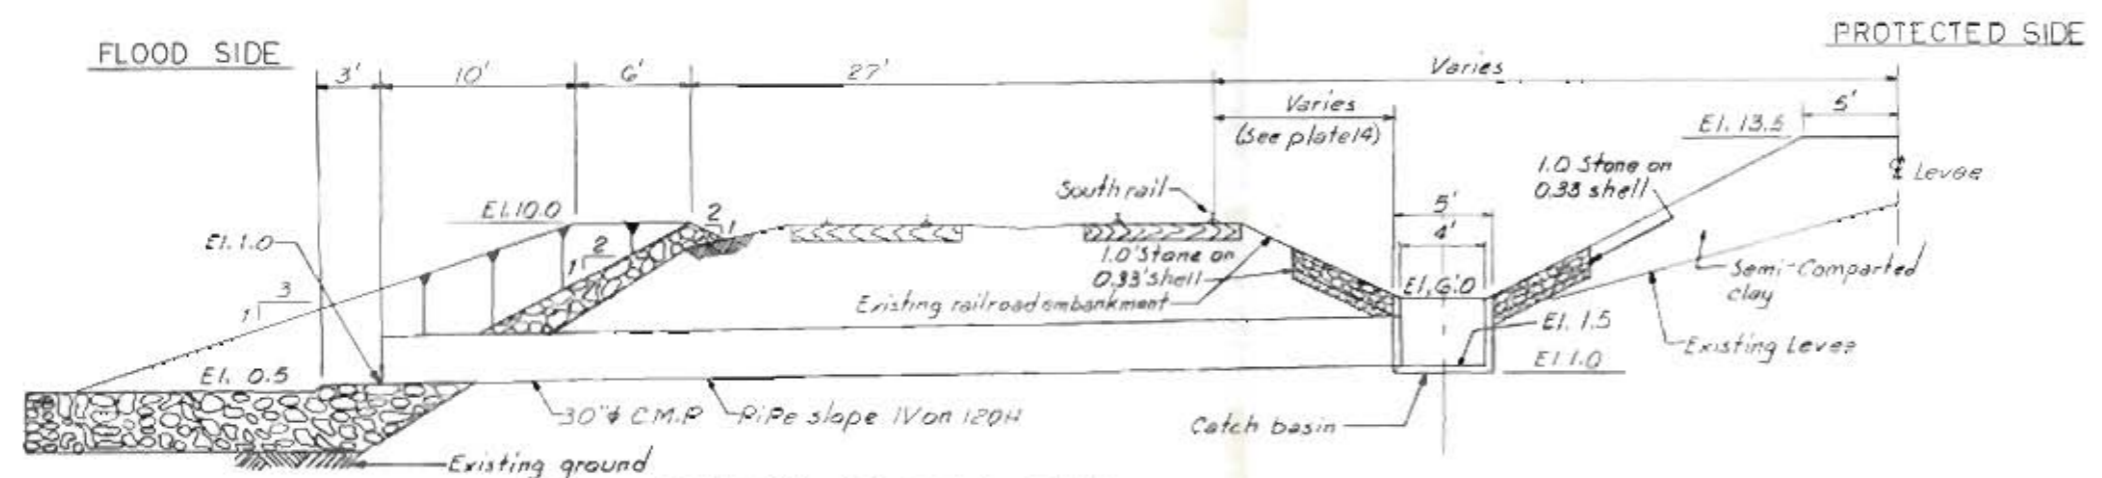 FLOOD SIDE
PROTECTED SIDE
3'
10'
6'
27'
Varies
Varies
(See plate 14)
5'
El. 13.5
1.0 Stone on
0.33 shell
℄ Levee
South rail
El. 10.0
2
1
El. 1.0
2
1
5'
4'
1.0' Stone on
0.33' shell
El. 6.0
Existing railroad embankment
Semi-Comparted
clay
3
1
El. 1.5
Existing Levee
El. 1.0
El. 0.5
30"⌀ C.M.P.
PiPe slope 1V on 120H
Catch basin
Existing ground